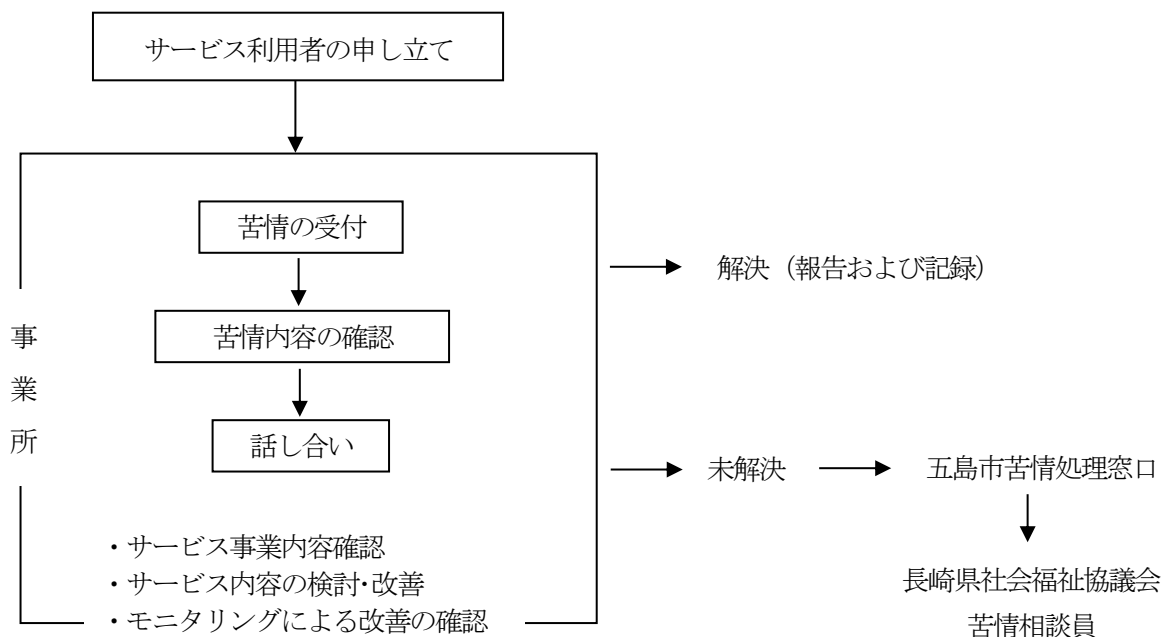 サービス利用者の申し立て
苦情の受付
解決（報告および記録）
事
業
所
苦情内容の確認
話し合い
未解決
五島市苦情処理窓口
・サービス事業内容確認
・サービス内容の検討･改善
・モニタリングによる改善の確認
長崎県社会福祉協議会
苦情相談員